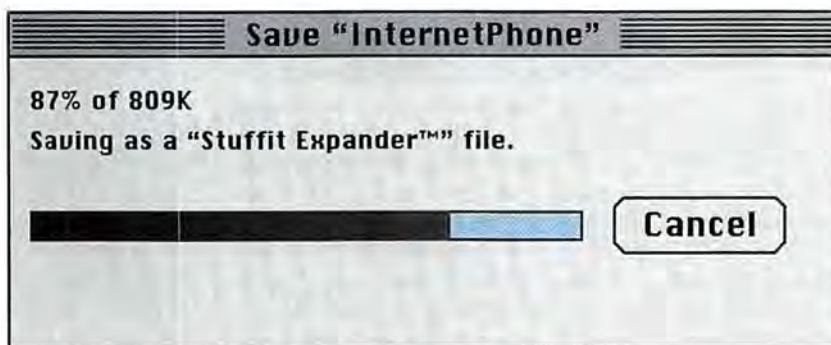 Save “InternetPhone”
87% of 809K
Saving as a “Stuffit Expander™” file.
Cancel